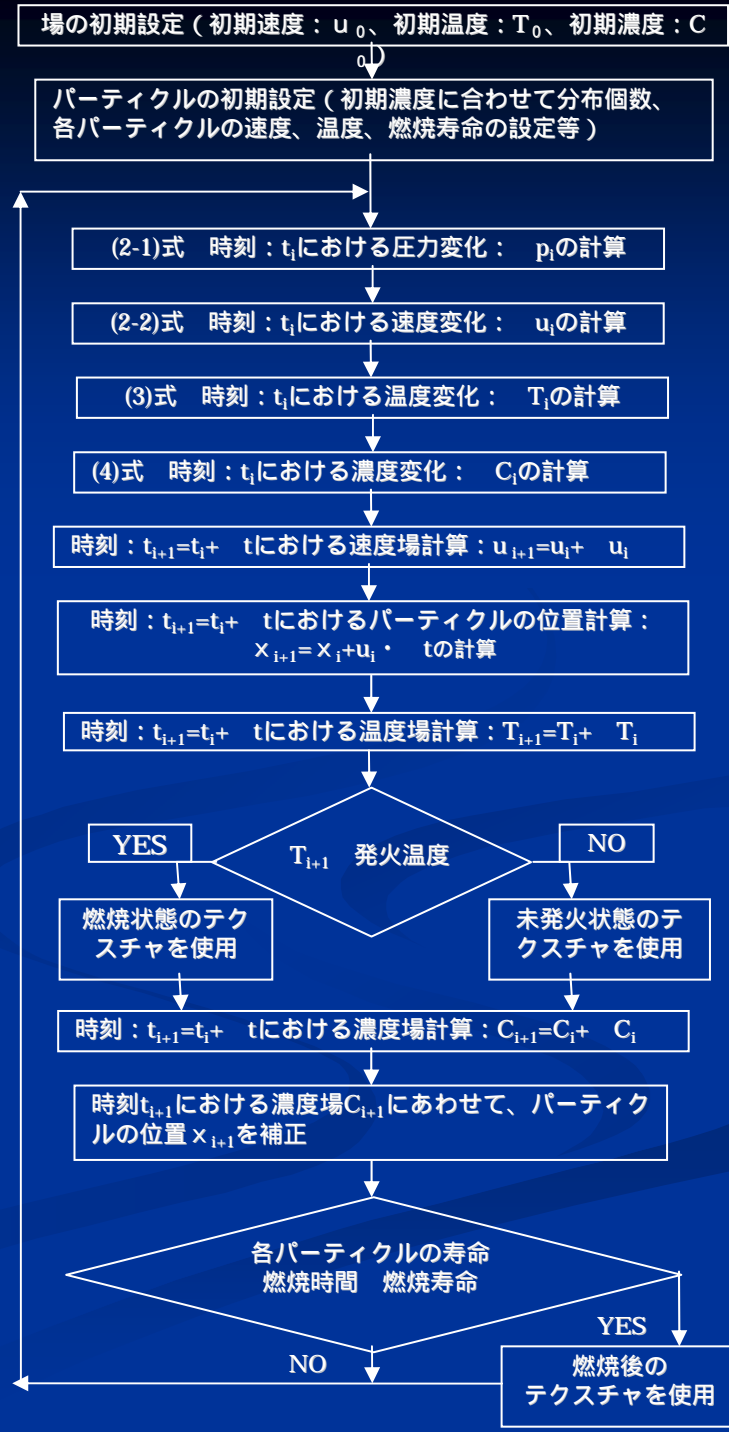 場の初期設定(初期速度:u₀、初期温度:T₀、初期濃度:C
₀)
パーティクルの初期設定(初期濃度に合わせて分布個数、
各パーティクルの速度、温度、燃焼寿命の設定等)
(2-1)式 時刻:tᵢにおける圧力変化: pᵢの計算
(2-2)式 時刻:tᵢにおける速度変化: uᵢの計算
(3)式 時刻:tᵢにおける温度変化: Tᵢの計算
(4)式 時刻:tᵢにおける濃度変化: Cᵢの計算
時刻:tᵢ₊₁=tᵢ+ tにおける速度場計算:uᵢ₊₁=uᵢ+ uᵢ
時刻:tᵢ₊₁=tᵢ+ tにおけるパーティクルの位置計算:
xᵢ₊₁=xᵢ+uᵢ・ tの計算
時刻:tᵢ₊₁=tᵢ+ tにおける温度場計算:Tᵢ₊₁=Tᵢ+ Tᵢ
YES
Tᵢ₊₁ 発火温度
NO
燃焼状態のテク
スチャを使用
未発火状態のテ
クスチャを使用
時刻:tᵢ₊₁=tᵢ+ tにおける濃度場計算:Cᵢ₊₁=Cᵢ+ Cᵢ
時刻tᵢ₊₁における濃度場Cᵢ₊₁にあわせて、パーティク
ルの位置xᵢ₊₁を補正
各パーティクルの寿命
燃焼時間 燃焼寿命
YES
NO
燃焼後の
テクスチャを使用